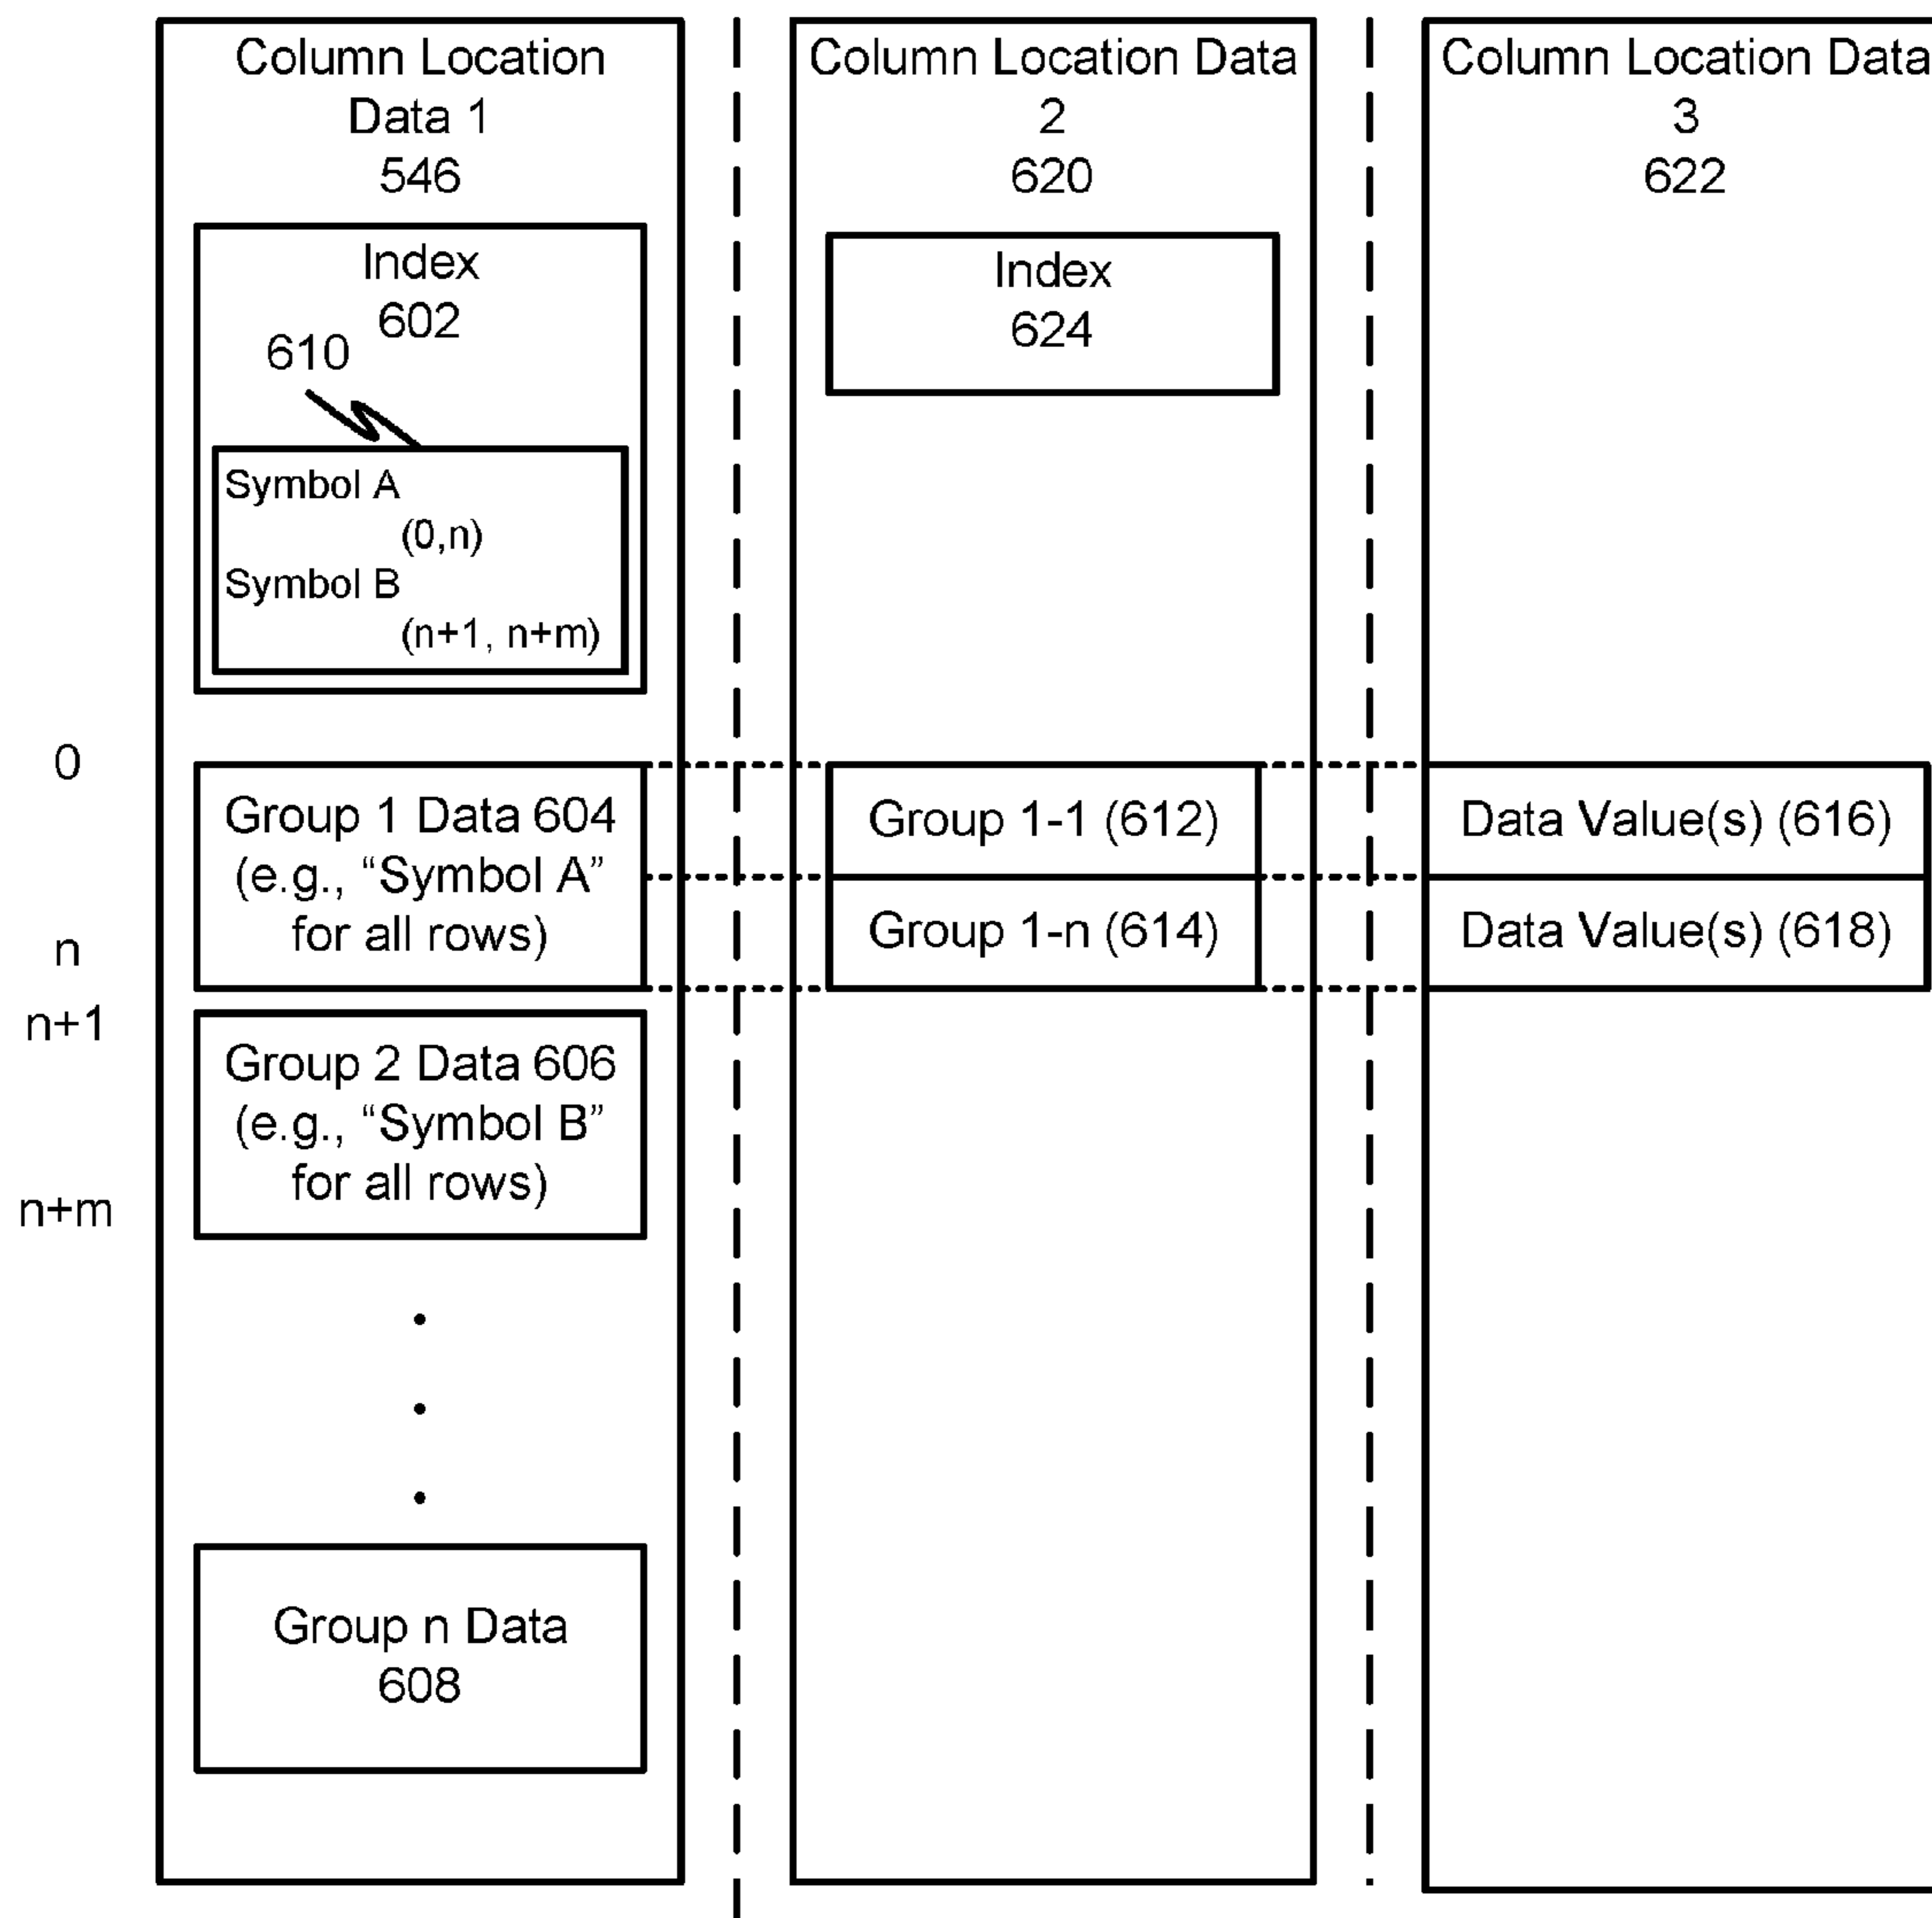 Column Location
Data 1
546
Index
602
610
Symbol A
(0,n)
Symbol B
(n+1, n+m)
0
n
n+1
n+m
Group 1 Data 604
(e.g., “Symbol A”
for all rows)
Group 2 Data 606
(e.g., “Symbol B”
for all rows)
Group n Data
608
Column Location Data
2
620
Index
624
Group 1-1 (612)
Group 1-n (614)
Column Location Data
3
622
Data Value(s) (616)
Data Value(s) (618)